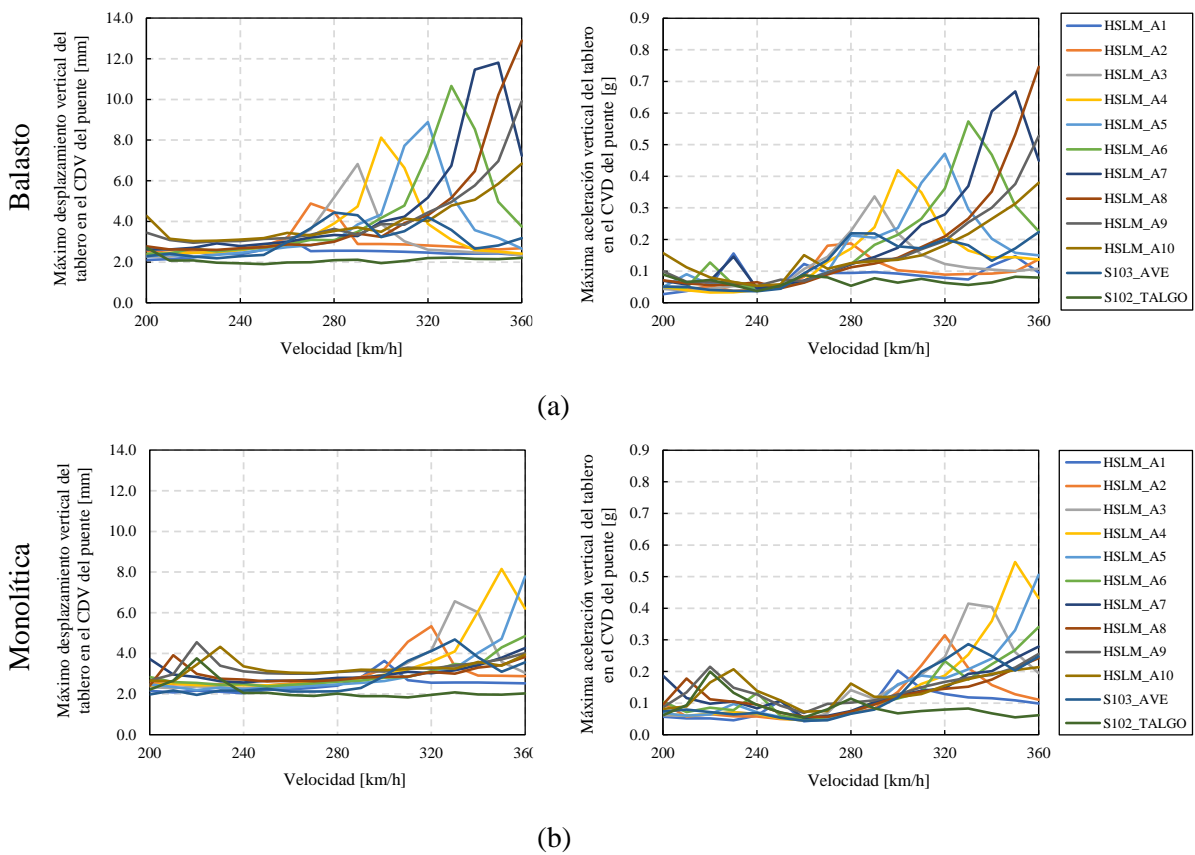 Balasto
Máximo desplazamiento vertical del
tablero en el CDV del puente [mm]
14.0
12.0
10.0
8.0
6.0
4.0
2.0
0.0
200
240
280
320
360
Velocidad [km/h]
Máxima aceleración vertical del tablero
en el CVD del puente [g]
0.9
0.8
0.7
0.6
0.5
0.4
0.3
0.2
0.1
0.0
200
240
280
320
360
Velocidad [km/h]
HSLM_A1
HSLM_A2
HSLM_A3
HSLM_A4
HSLM_A5
HSLM_A6
HSLM_A7
HSLM_A8
HSLM_A9
HSLM_A10
S103_AVE
S102_TALGO
(a)
Monolítica
Máximo desplazamiento vertical del
tablero en el CDV del puente [mm]
14.0
12.0
10.0
8.0
6.0
4.0
2.0
0.0
200
240
280
320
360
Velocidad [km/h]
Máxima aceleración vertical del tablero
en el CVD del puente [g]
0.9
0.8
0.7
0.6
0.5
0.4
0.3
0.2
0.1
0.0
200
240
280
320
360
Velocidad [km/h]
HSLM_A1
HSLM_A2
HSLM_A3
HSLM_A4
HSLM_A5
HSLM_A6
HSLM_A7
HSLM_A8
HSLM_A9
HSLM_A10
S103_AVE
S102_TALGO
(b)